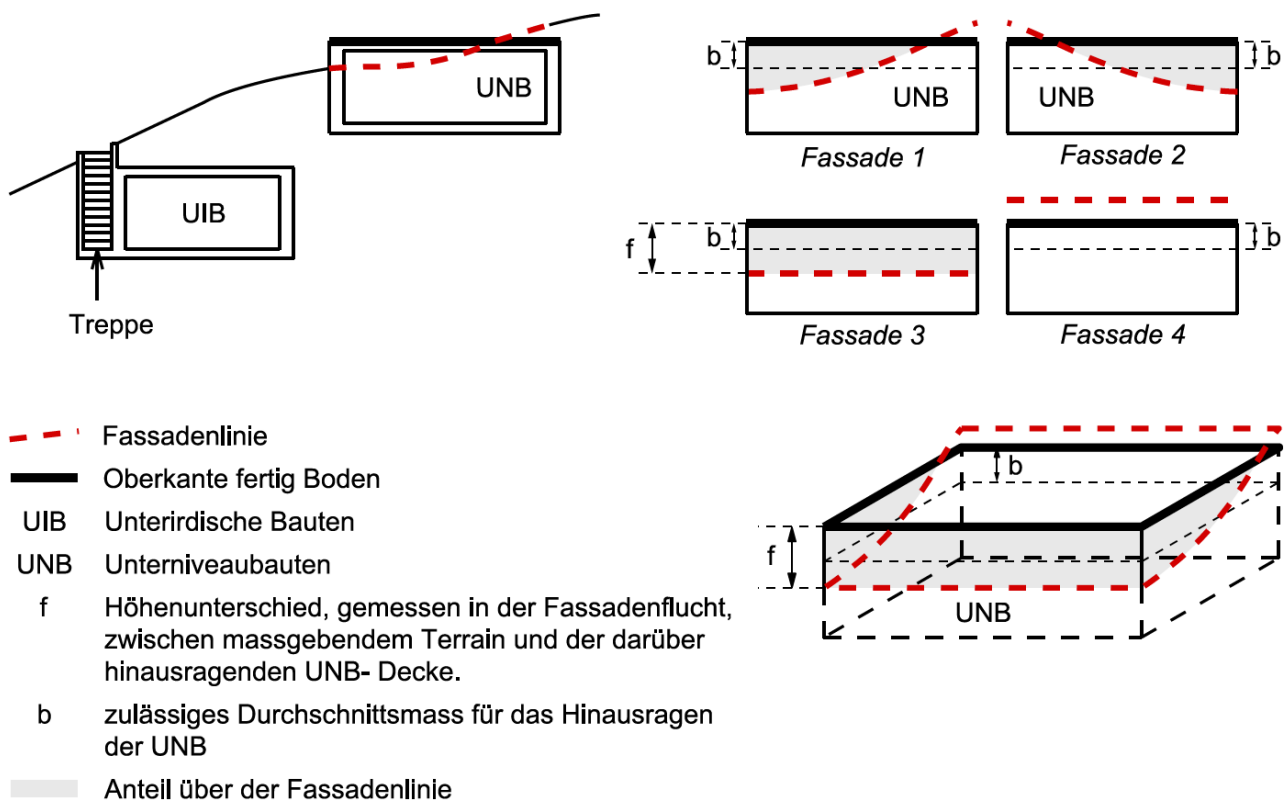 UNB
UIB
Treppe
b
UNB
Fassade 1
UNB
b
Fassade 2
f
b
Fassade 3
b
Fassade 4
Fassadenlinie
Oberkante fertig Boden
UIB Unterirdische Bauten
UNB Unterniveaubauten
f Höhenunterschied, gemessen in der Fassadenflucht,
zwischen massgebendem Terrain und der darüber
hinausragenden UNB- Decke.
b zulässiges Durchschnittsmass für das Hinausragen
der UNB
Anteil über der Fassadenlinie
b
f
UNB